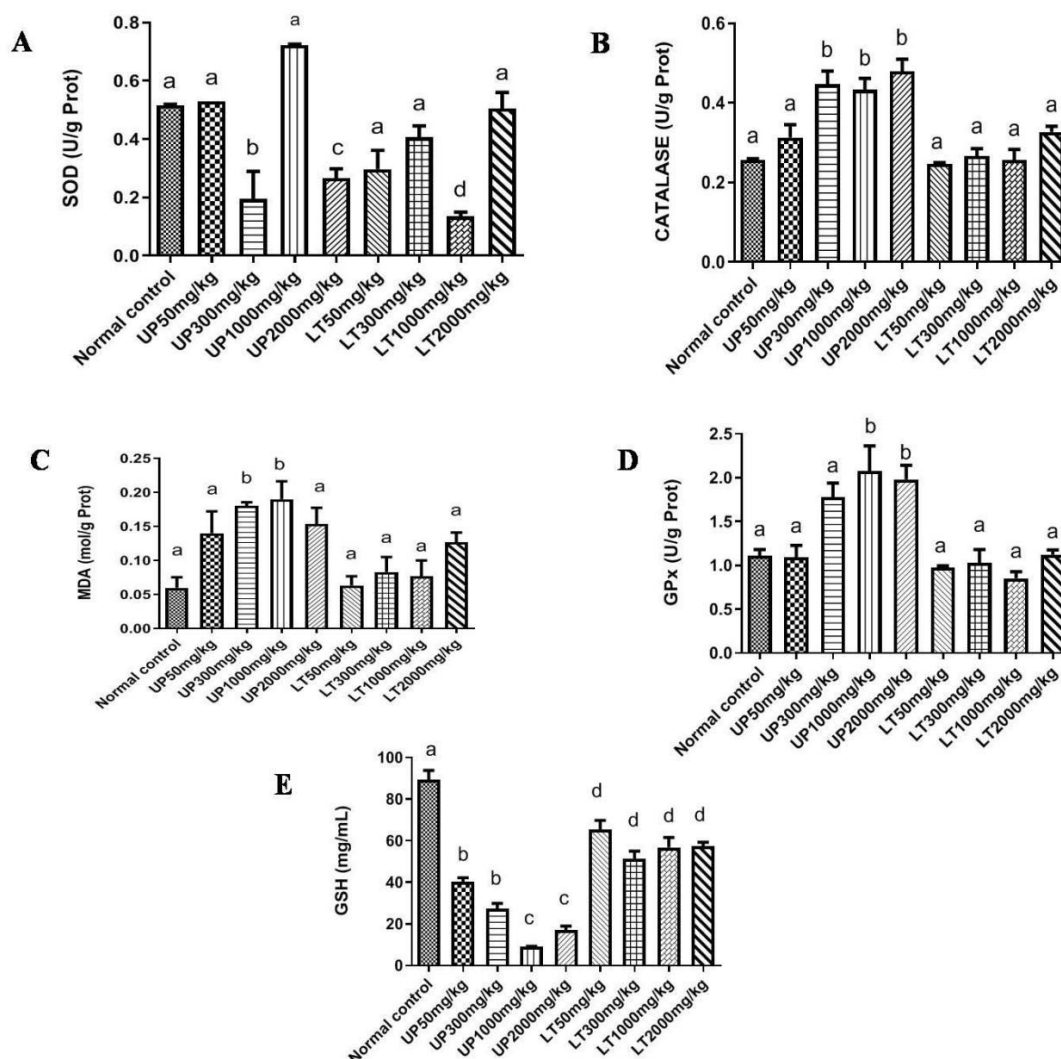 A
SOD (U/g Prot)
0.8
0.6
0.4
0.2
0.0
a
a
b
a
c
a
a
d
a
Normal control
UP50mg/kg
UP300mg/kg
UP1000mg/kg
UP2000mg/kg
LT50mg/kg
LT300mg/kg
LT1000mg/kg
LT2000mg/kg
B
CATALASE (U/g Prot)
0.6
0.4
0.2
0.0
a
a
b
b
b
a
a
a
a
Normal control
UP50mg/kg
UP300mg/kg
UP1000mg/kg
UP2000mg/kg
LT50mg/kg
LT300mg/kg
LT1000mg/kg
LT2000mg/kg
C
MDA (mol/g Prot)
0.25
0.20
0.15
0.10
0.05
0.00
a
a
b
b
a
a
a
a
a
Normal control
UP50mg/kg
UP300mg/kg
UP1000mg/kg
UP2000mg/kg
LT50mg/kg
LT300mg/kg
LT1000mg/kg
LT2000mg/kg
D
GPx (U/g Prot)
2.5
2.0
1.5
1.0
0.5
0.0
a
a
a
b
b
a
a
a
a
Normal control
UP50mg/kg
UP300mg/kg
UP1000mg/kg
UP2000mg/kg
LT50mg/kg
LT300mg/kg
LT1000mg/kg
LT2000mg/kg
E
GSH (mg/mL)
100
80
60
40
20
0
a
b
b
c
c
d
d
d
d
Normal control
UP50mg/kg
UP300mg/kg
UP1000mg/kg
UP2000mg/kg
LT50mg/kg
LT300mg/kg
LT1000mg/kg
LT2000mg/kg